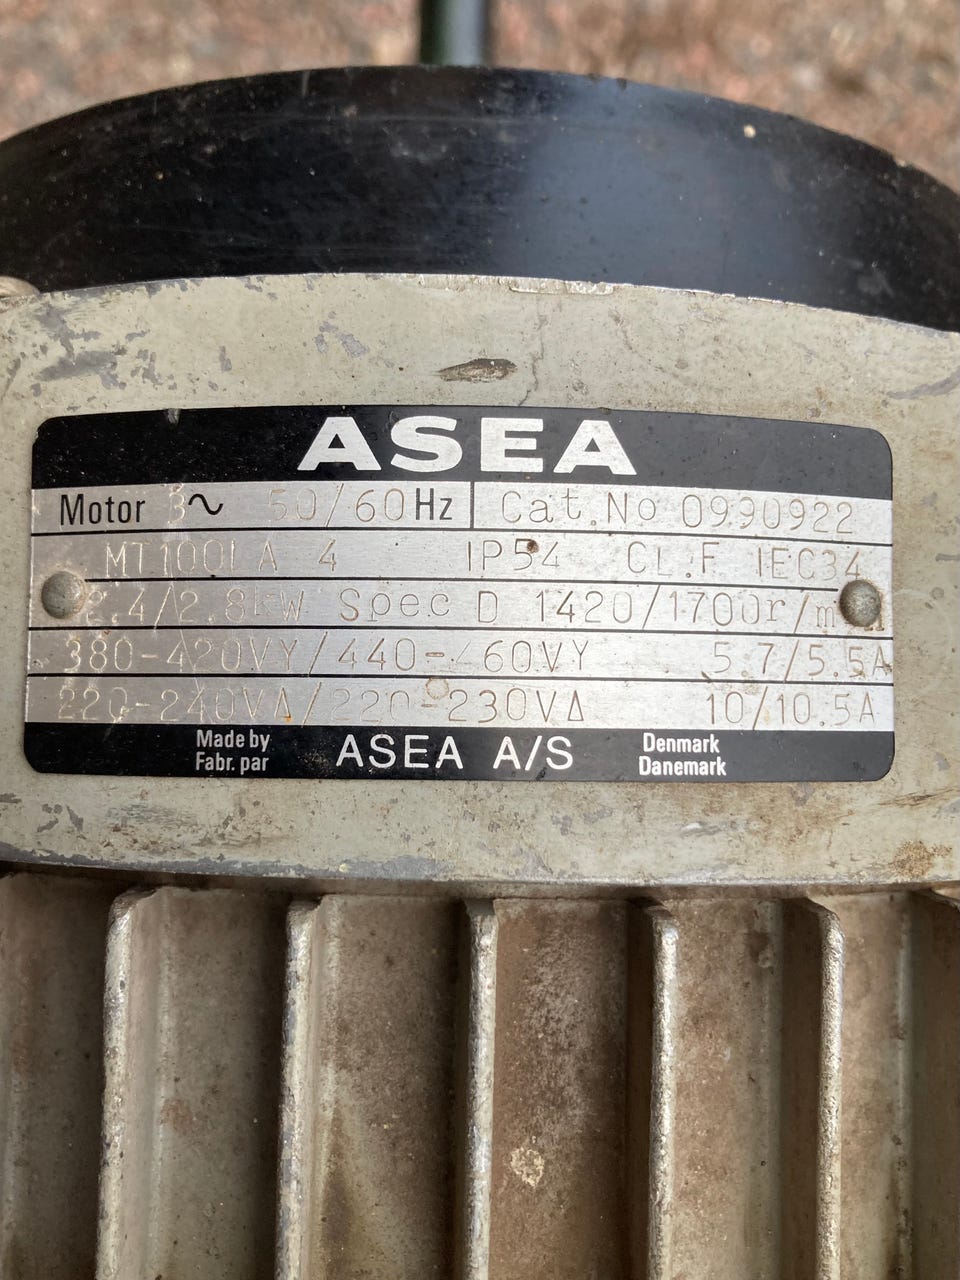 ASEA
Motor 3~ 50/60Hz Cat.No 0990922
MT100LA 4 IP54 CL.F IEC34
2.4/2.8kW Spec D 1420/1700r/m
380-420VY/440-460VY 5.7/5.5A
220-240VΔ/220-230VΔ 10/10.5A
Made by
Fabr. par
ASEA A/S
Denmark
Danemark